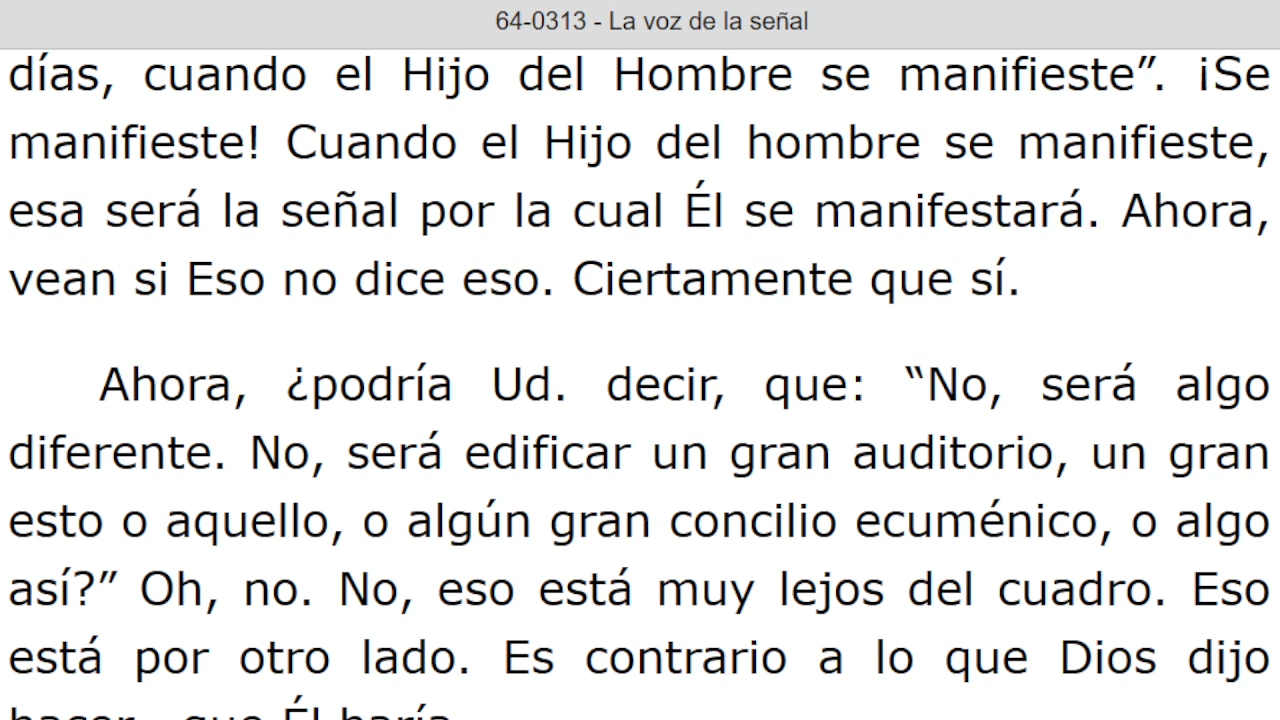 64-0313 - La voz de la señal
días, cuando el Hijo del Hombre se manifieste”. ¡Se
manifieste! Cuando el Hijo del hombre se manifieste,
esa será la señal por la cual Él se manifestará. Ahora,
vean si Eso no dice eso. Ciertamente que sí.
Ahora, ¿podría Ud. decir, que: “No, será algo
diferente. No, será edificar un gran auditorio, un gran
esto o aquello, o algún gran concilio ecuménico, o algo
así?” Oh, no. No, eso está muy lejos del cuadro. Eso
está por otro lado. Es contrario a lo que Dios dijo
que Él haría